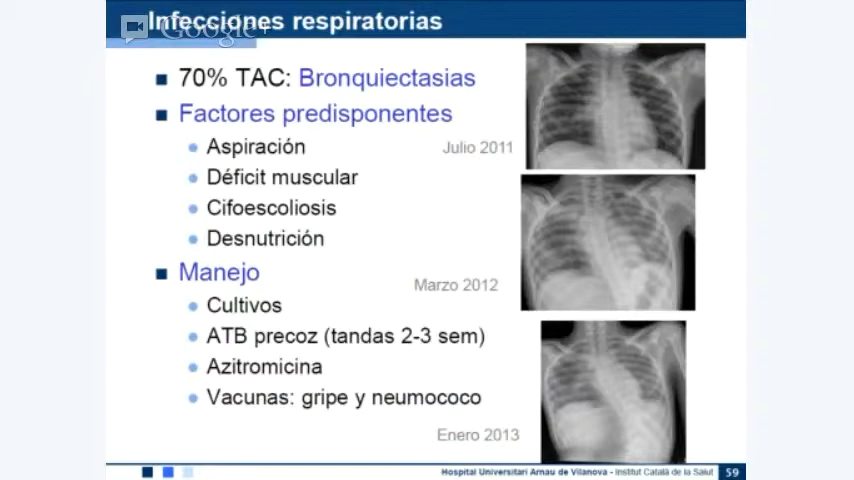 Infecciones respiratorias
Google+
70% TAC: Bronquiectasias
Factores predisponentes
Aspiración
Julio 2011
Déficit muscular
Cifoescoliosis
Desnutrición
Manejo
Marzo 2012
Cultivos
ATB precoz (tandas 2-3 sem)
Azitromicina
Vacunas: gripe y neumococo
Enero 2013
Hospital Universitari Arnau de Vilanova - Institut Català de la Salut 59